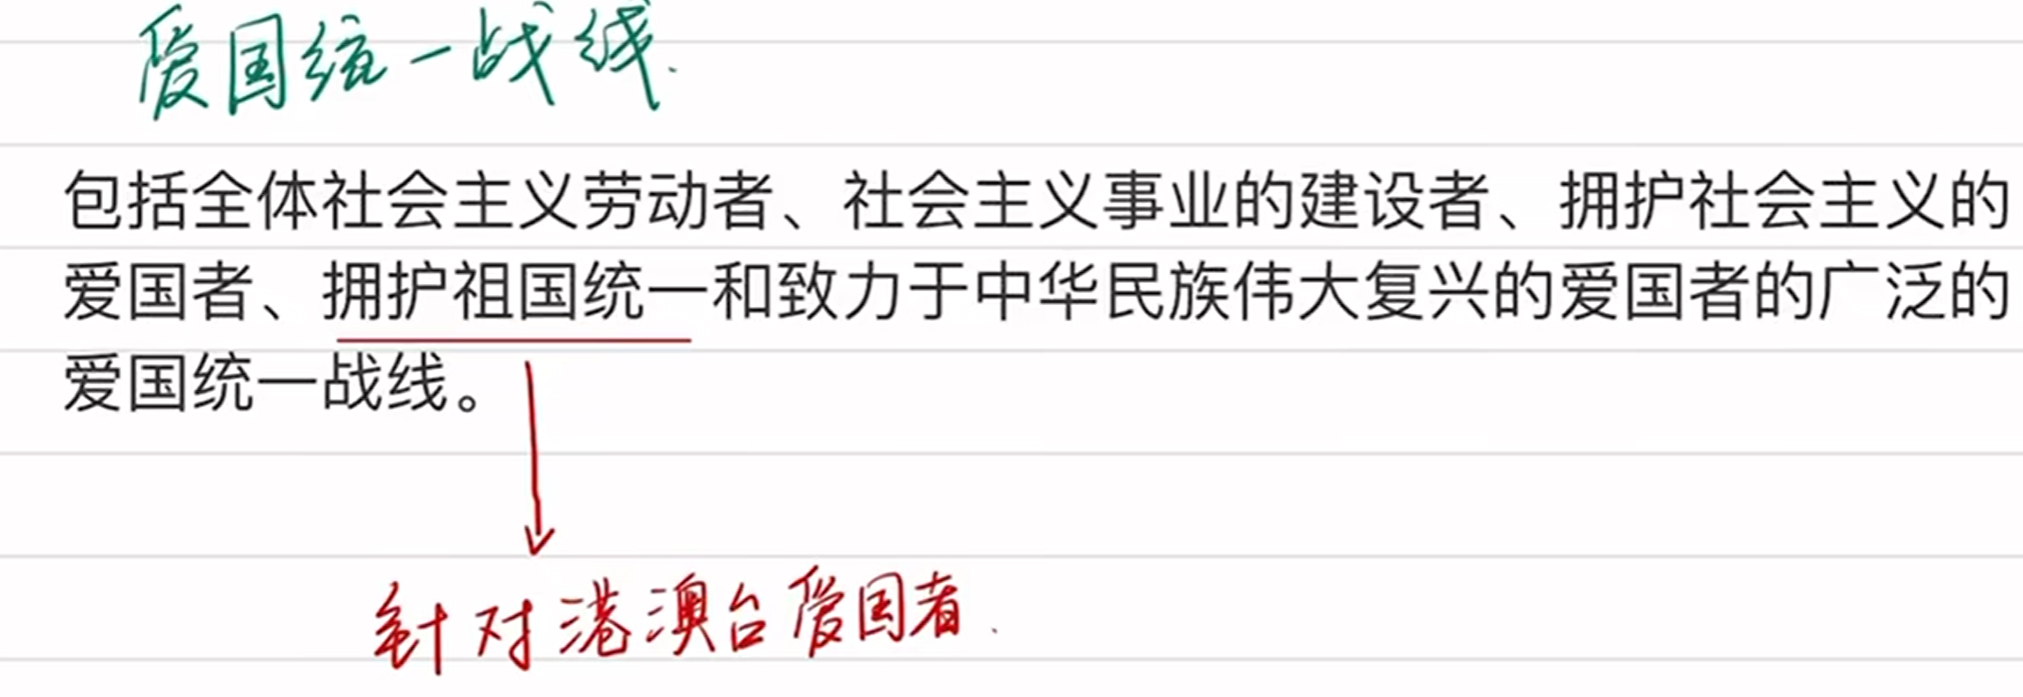 爱国统一战线.
包括全体社会主义劳动者、社会主义事业的建设者、拥护社会主义的
爱国者、拥护祖国统一和致力于中华民族伟大复兴的爱国者的广泛的
爱国统一战线。
针对港澳台爱国者.